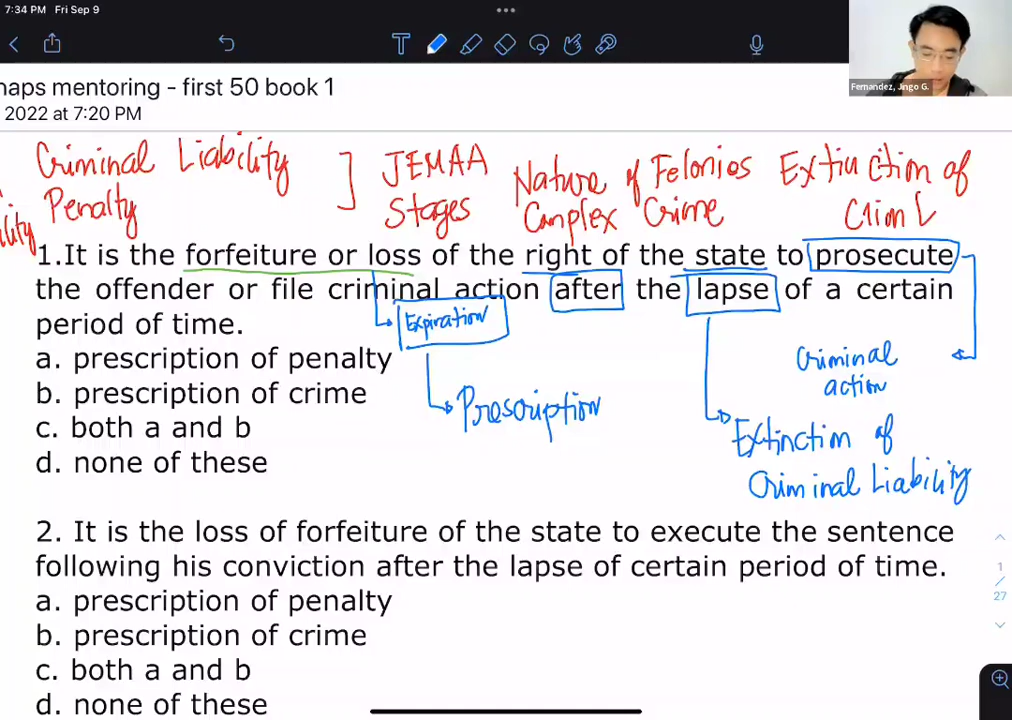 7:34 PM Fri Sep 9
Fernandez, Jingo G.
haps mentoring - first 50 book 1
2022 at 7:20 PM
Criminal Liability
Penalty
ility
JEMAA
Stages
Nature of Felonies
Complex Crime
Extinction of
Crim L
1.It is the forfeiture or loss of the right of the state to prosecute
the offender or file criminal action after the lapse of a certain
period of time.
Expiration
a. prescription of penalty
b. prescription of crime
c. both a and b
d. none of these
Prescription
Criminal
action
Extinction of
Criminal Liability
2. It is the loss of forfeiture of the state to execute the sentence
following his conviction after the lapse of certain period of time.
a. prescription of penalty
b. prescription of crime
c. both a and b
d. none of these
1
/
27